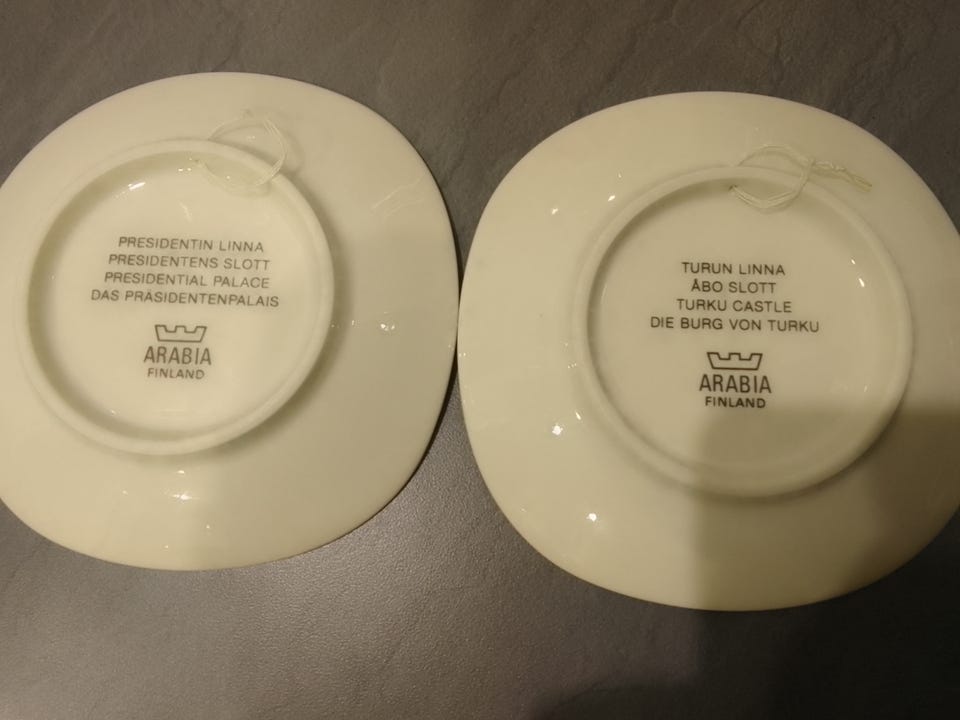 PRESIDENTIN LINNA
PRESIDENTENS SLOTT
PRESIDENTIAL PALACE
DAS PRÄSIDENTENPALAIS
ARABIA
FINLAND
TURUN LINNA
ÅBO SLOTT
TURKU CASTLE
DIE BURG VON TURKU
ARABIA
FINLAND